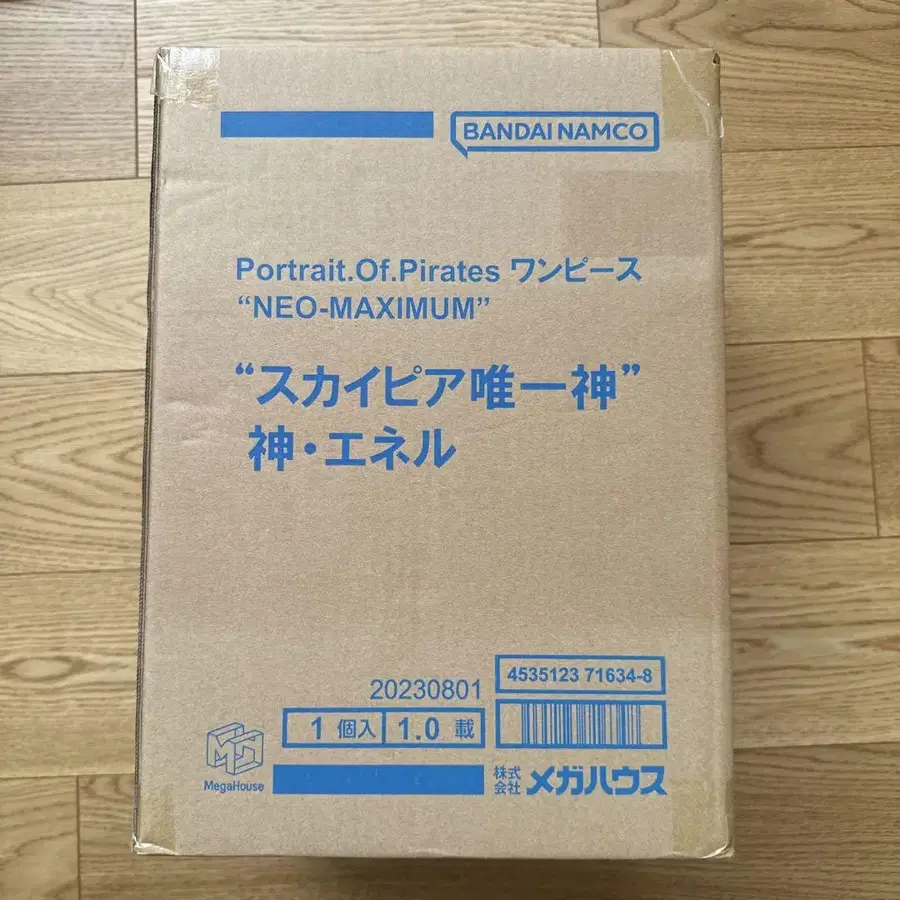 BANDAI NAMCO
Portrait.Of.Pirates ワンピース
“NEO-MAXIMUM”
“スカイピア唯一神”
神・エネル
4535123 71634-8
20230801
1 個入 1.0 載
MegaHouse
株式会社 メガハウス